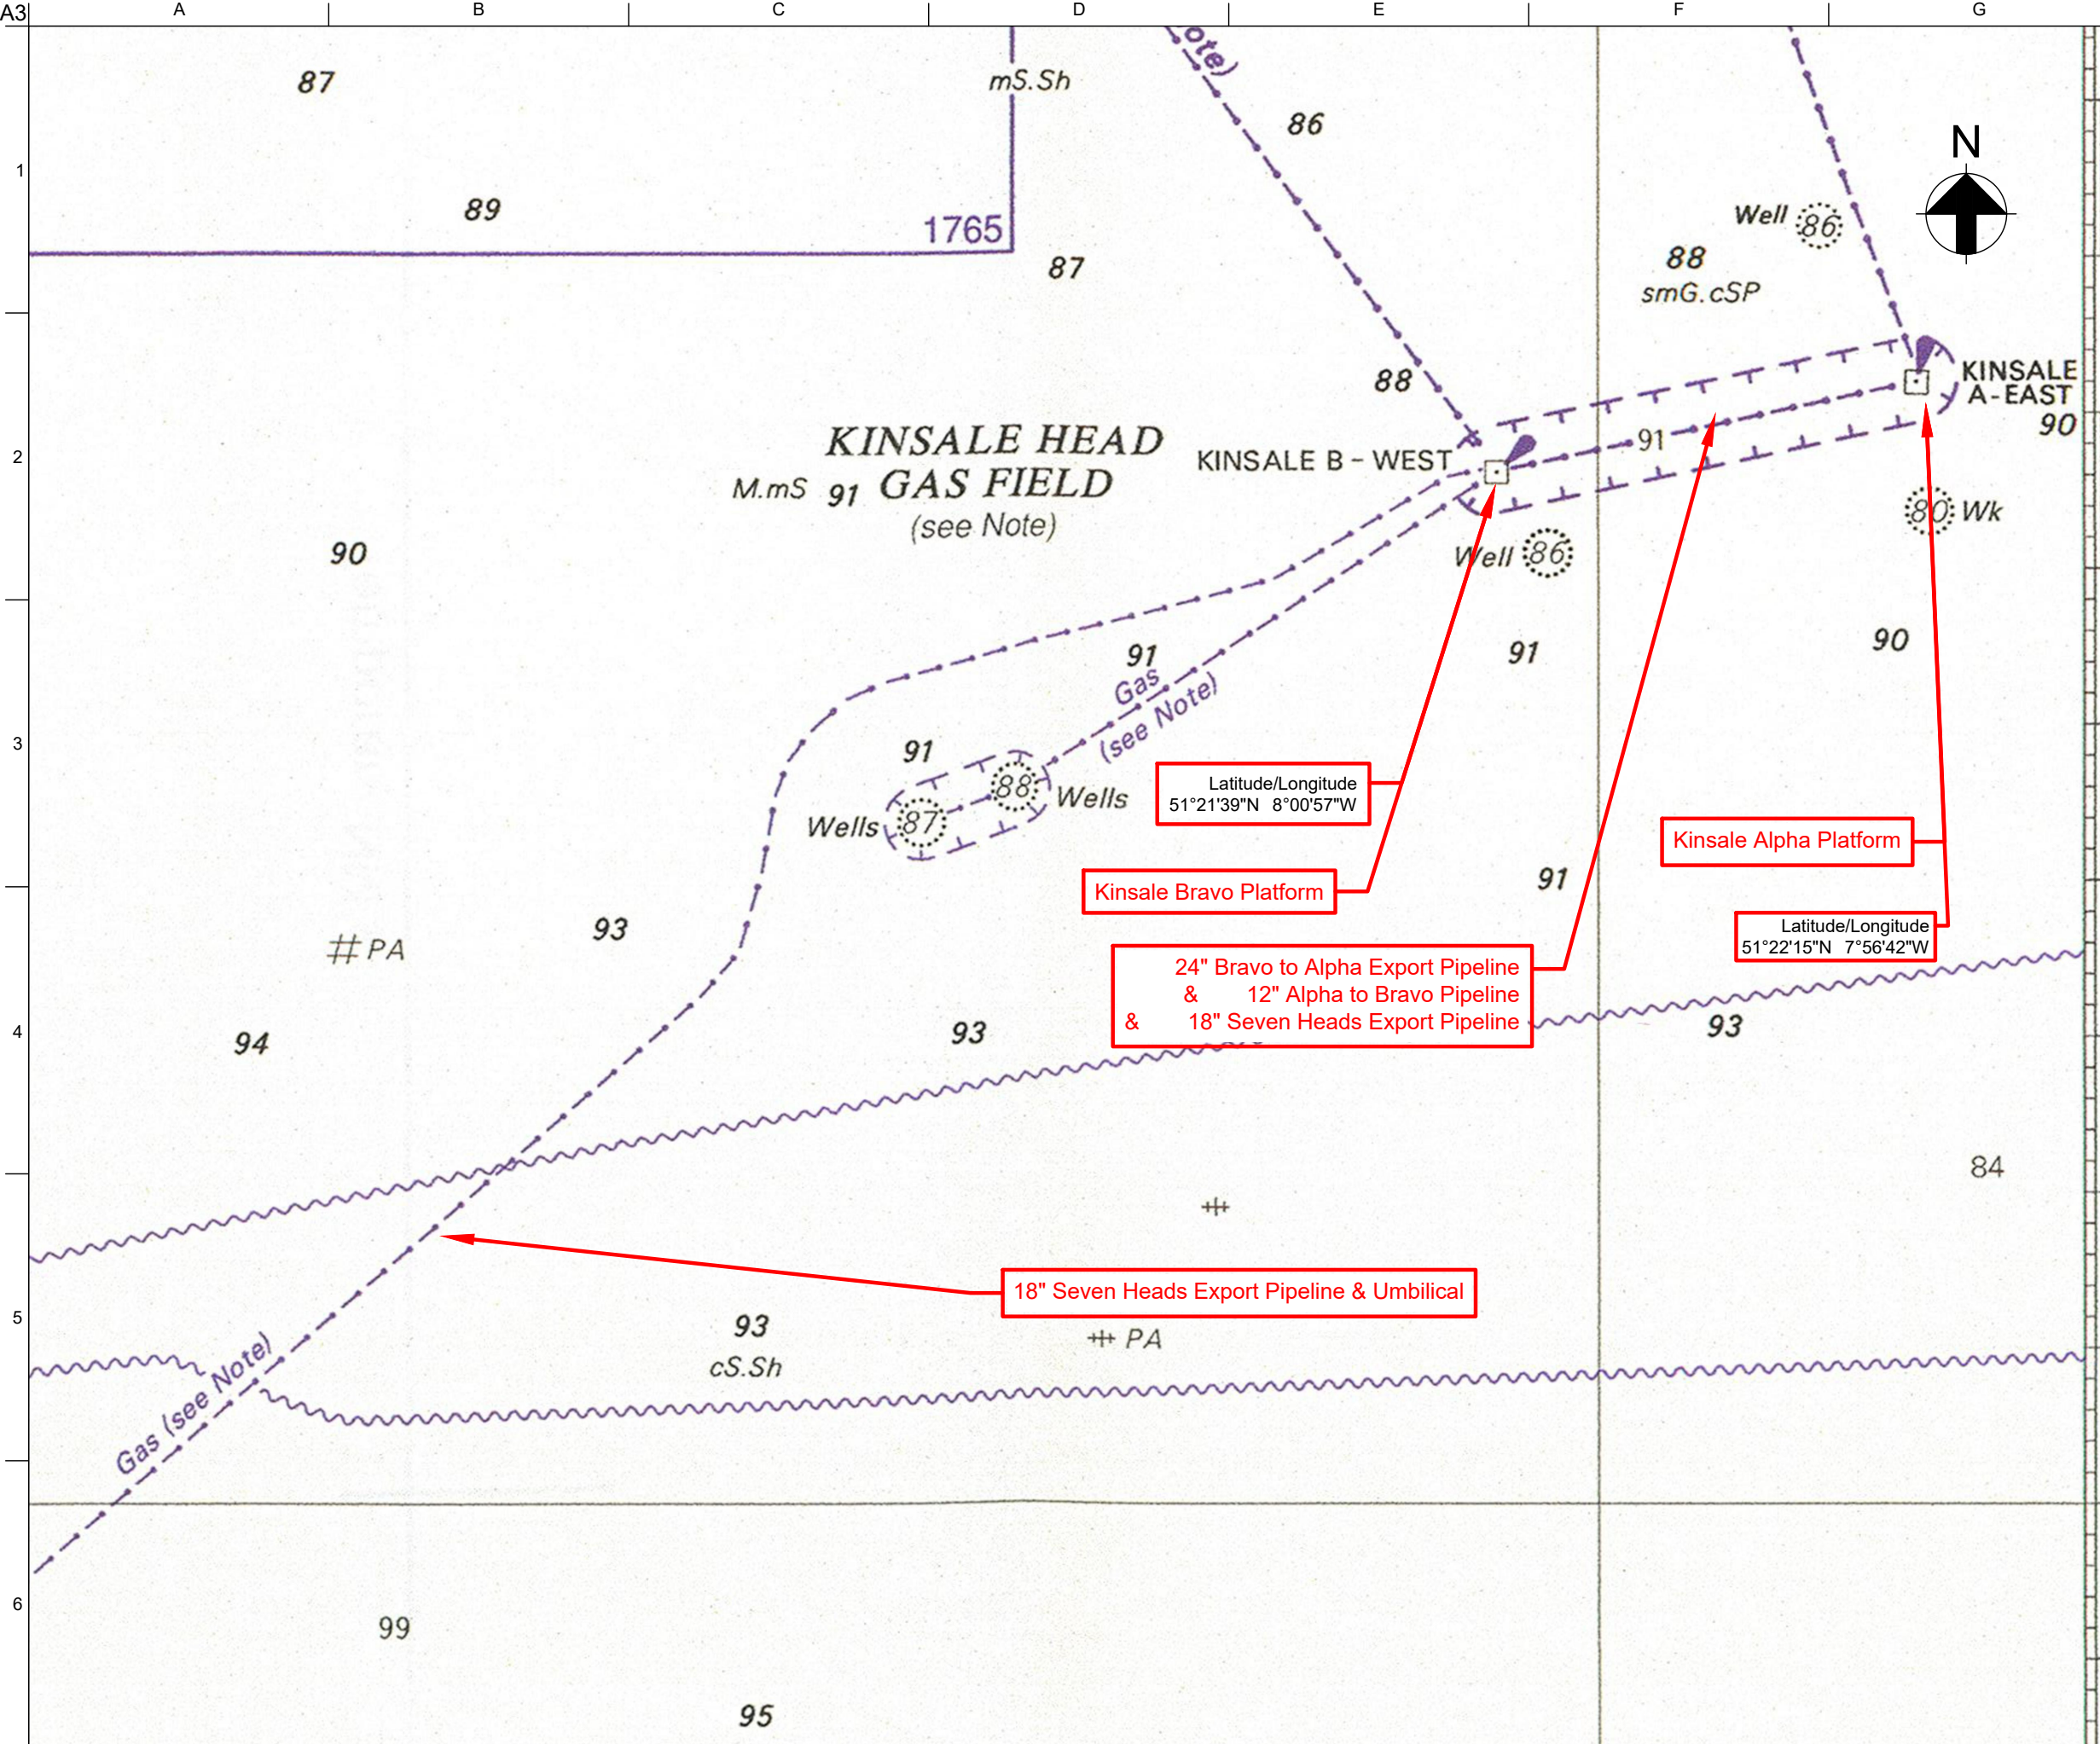 A3
A
B
C
D
E
F
G
1
2
3
4
5
6
87
mS.Sh
ote)
86
N
89
1765
87
Well 86
88
smG.cSP
KINSALE
A-EAST
90
88
KINSALE HEAD
M.mS 91 GAS FIELD
(see Note)
KINSALE B - WEST
91
80 Wk
90
Well 86
91
Gas
(see Note)
91
90
91
88 Wells
Wells 87
Latitude/Longitude
51°21'39"N 8°00'57"W
Kinsale Alpha Platform
Kinsale Bravo Platform
91
Latitude/Longitude
51°22'15"N 7°56'42"W
# PA
93
24" Bravo to Alpha Export Pipeline
& 12" Alpha to Bravo Pipeline
& 18" Seven Heads Export Pipeline
94
93
93
84
18" Seven Heads Export Pipeline & Umbilical
93
cS.Sh
PA
Gas (see Note)
99
95